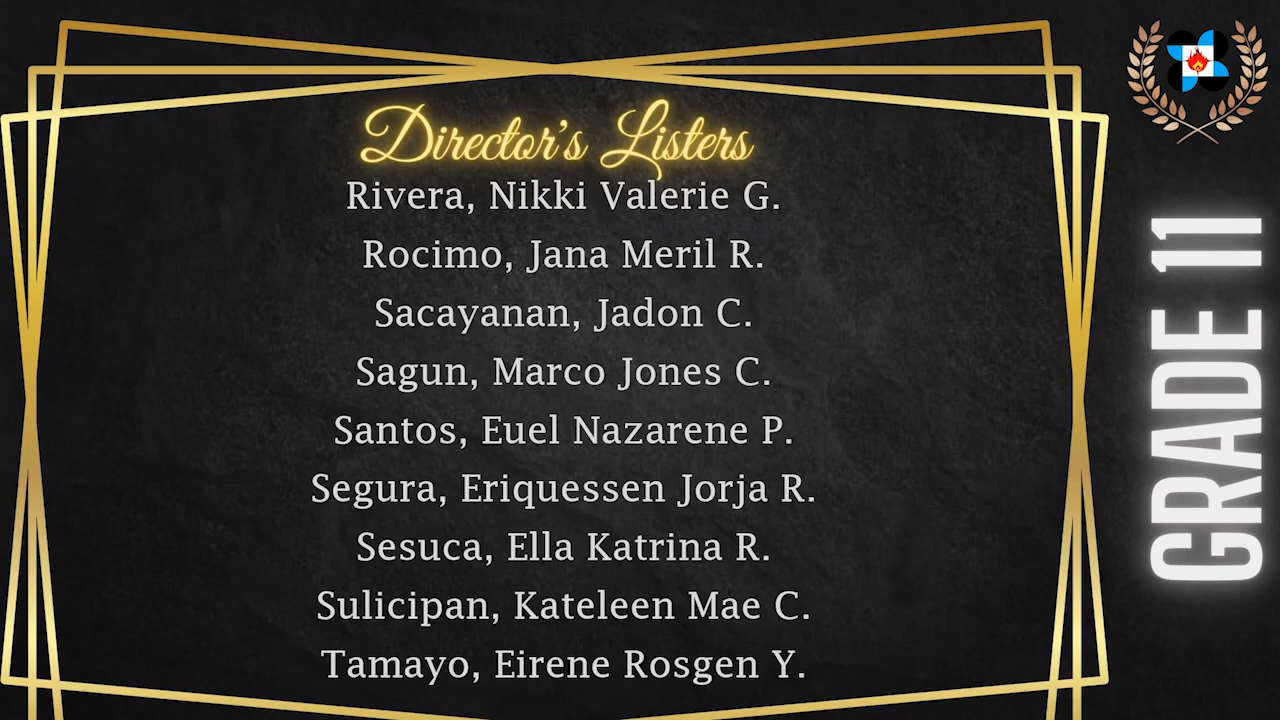 Director's Listers
Rivera, Nikki Valerie G.
Rocimo, Jana Meril R.
Sacayanan, Jadon C.
Sagun, Marco Jones C.
Santos, Euel Nazarene P.
Segura, Eriquessen Jorja R.
Sesuca, Ella Katrina R.
Sulicipan, Kateleen Mae C.
Tamayo, Eirene Rosgen Y.
GRADE 11